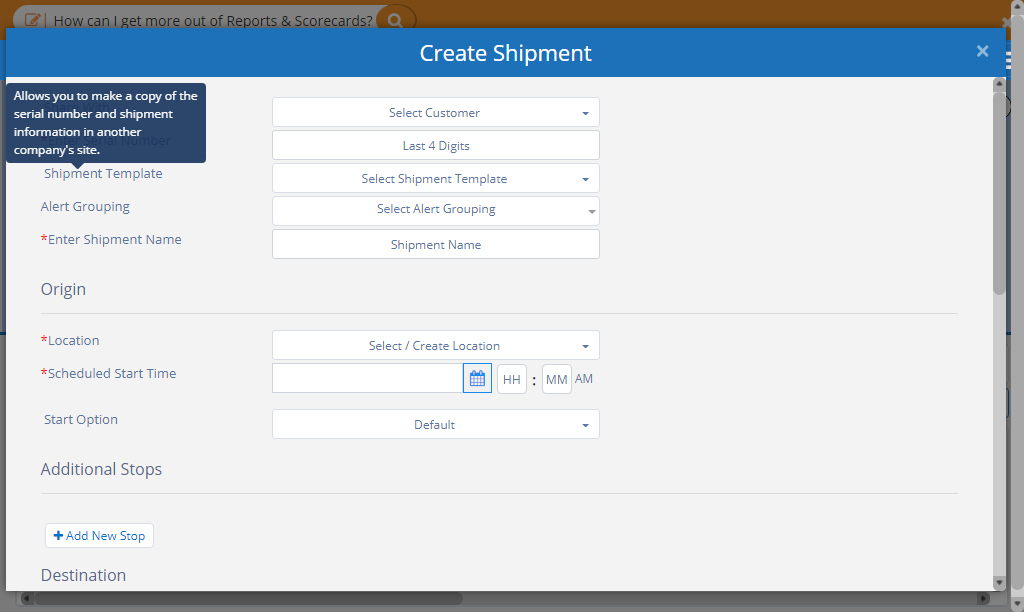 How can I get more out of Reports & Scorecards?
Create Shipment
×
Allows you to make a copy of the
serial number and shipment
information in another
company's site.
Select Customer
Last 4 Digits
Shipment Template
Select Shipment Template
Alert Grouping
Select Alert Grouping
*Enter Shipment Name
Shipment Name
Origin
*Location
Select / Create Location
*Scheduled Start Time
HH : MM AM
Start Option
Default
Additional Stops
+ Add New Stop
Destination